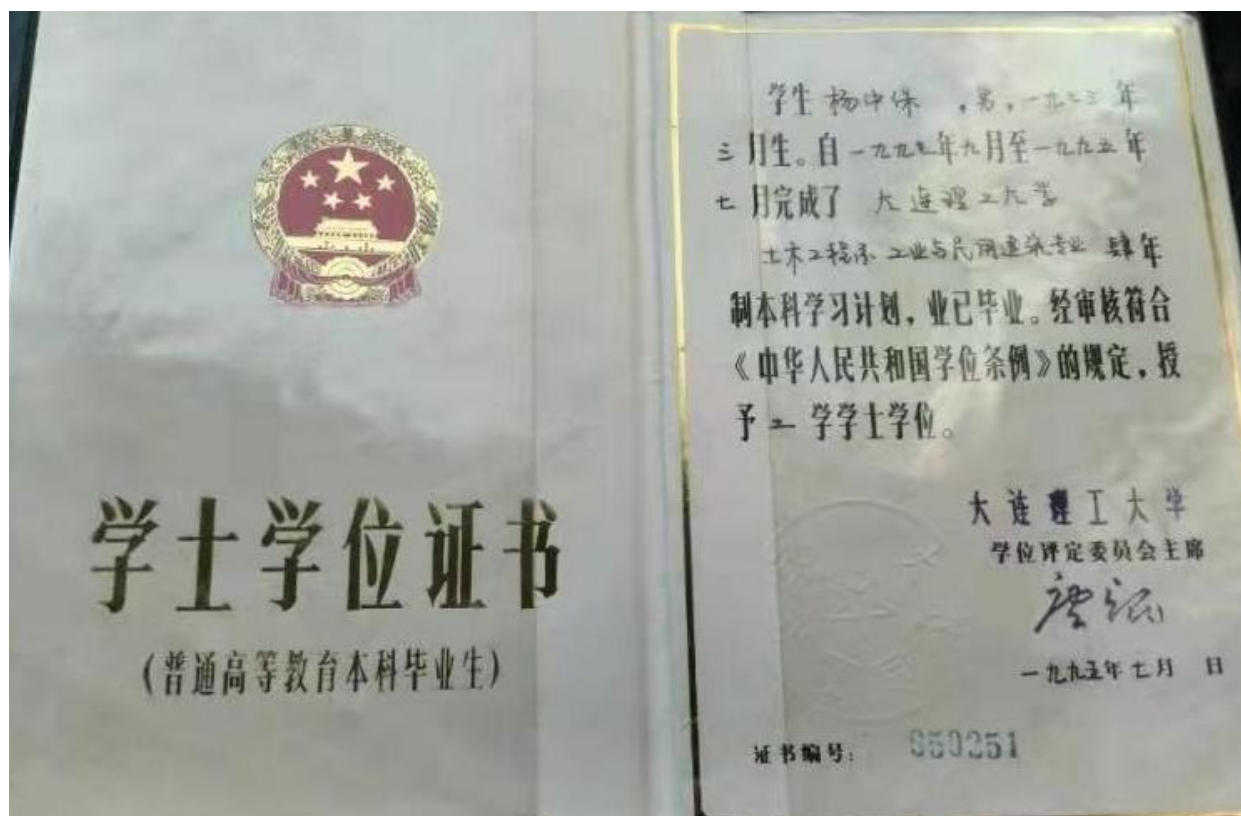 学士学位证书
(普通高等教育本科毕业生)
学生 杨中保 ,男,一九七三年
三月生。自一九九一年九月至一九九五年
七月完成了 大连理工大学
土木工程系 工业与民用建筑专业 肆年
制本科学习计划,业已毕业。经审核符合
《中华人民共和国学位条例》的规定,授
予 工 学学士学位。
大连理工大学
学位评定委员会主席
一九九五年七月 日
证书编号: 950251